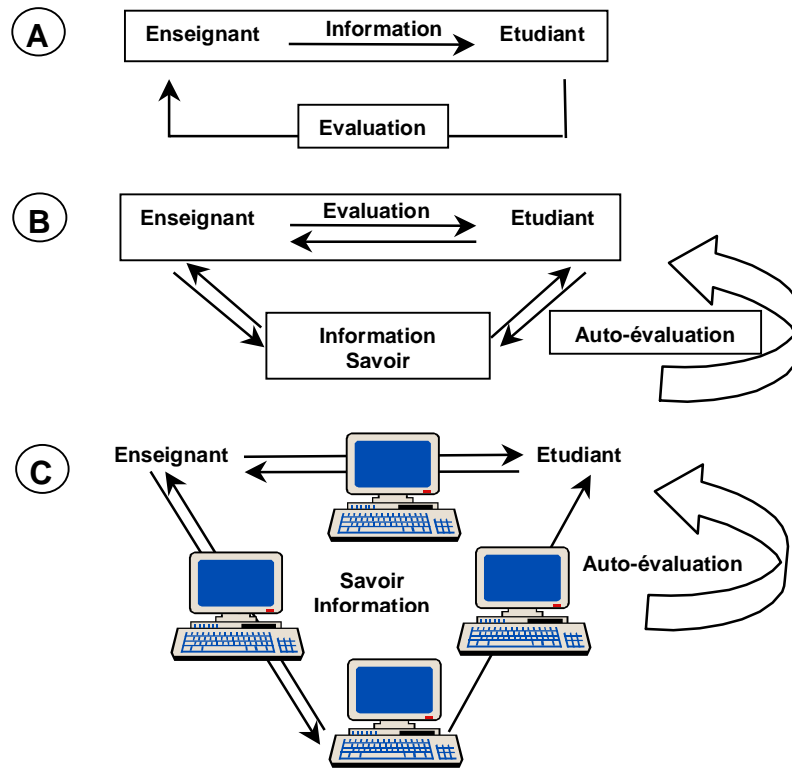 A
Enseignant Information Etudiant
Evaluation
B
Enseignant Evaluation Etudiant
Information
Savoir
Auto-évaluation
C
Enseignant Etudiant
Savoir
Information
Auto-évaluation